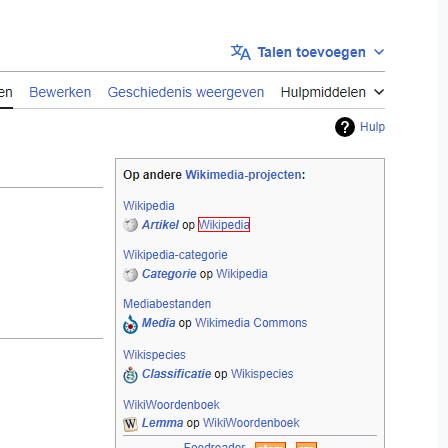 Talen toevoegen
en Bewerken Geschiedenis weergeven Hulpmiddelen
Hulp
Op andere Wikimedia-projecten:
Wikipedia
Artikel op Wikipedia
Wikipedia-categorie
Categorie op Wikipedia
Mediabestanden
Media op Wikimedia Commons
Wikispecies
Classificatie op Wikispecies
WikiWoordenboek
Lemma op WikiWoordenboek
Feedreader